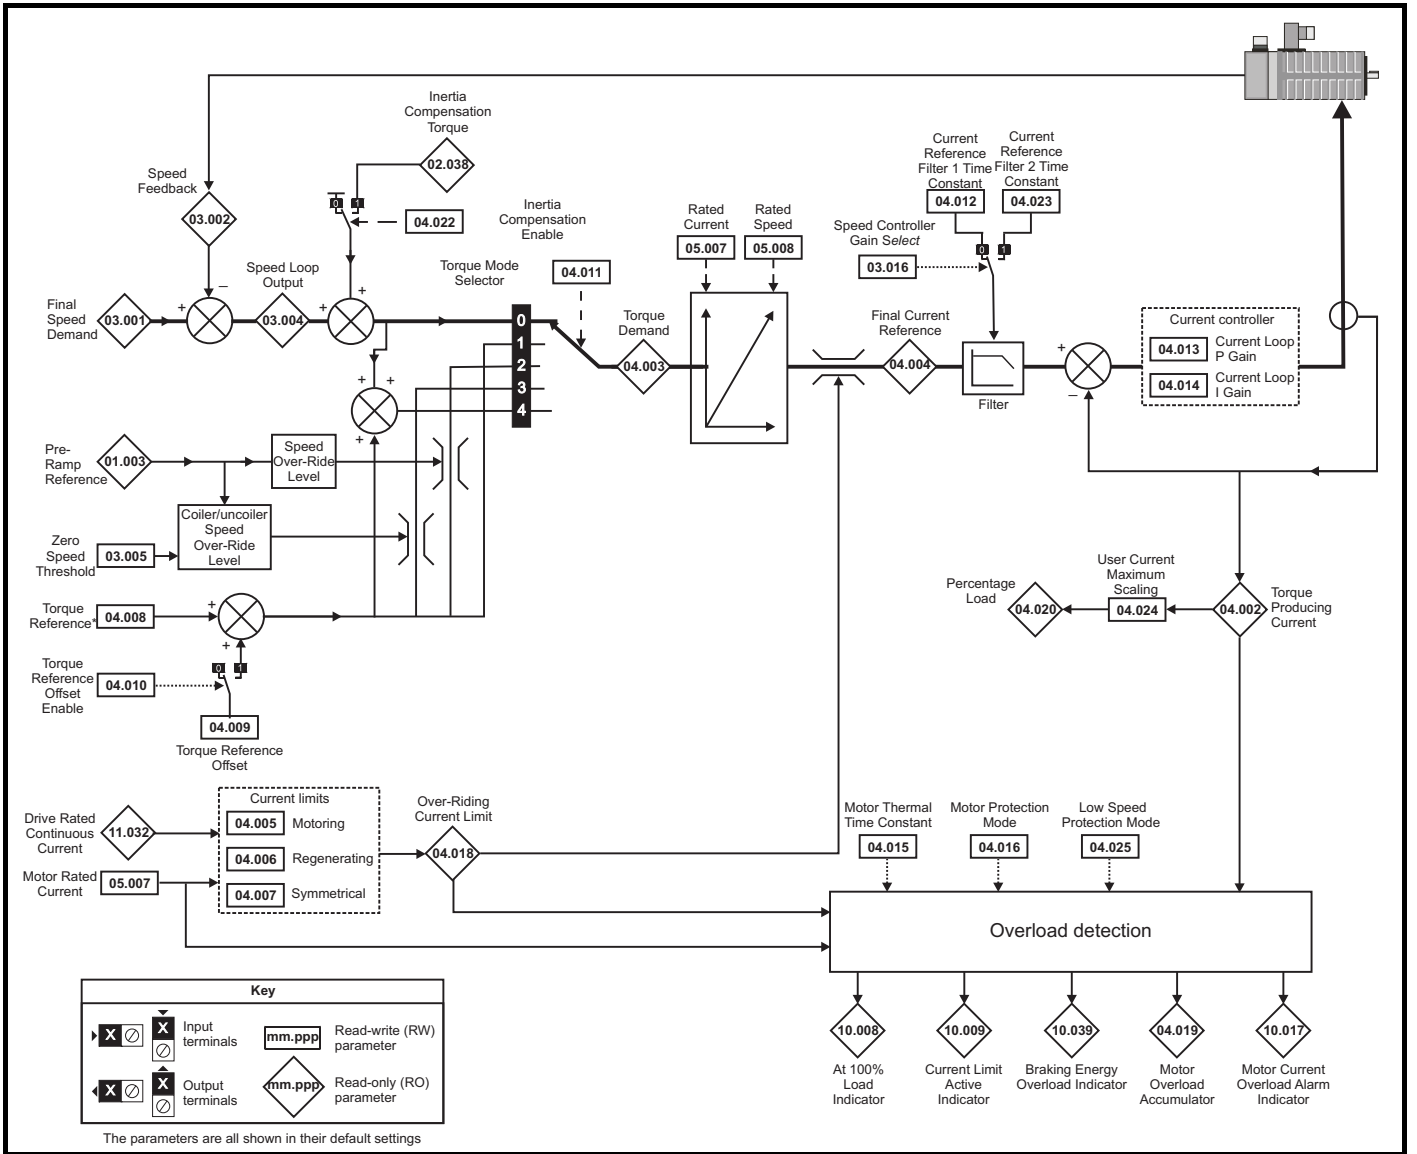 Inertia
Compensation
Torque
02.038
0 1
04.022
Speed
Feedback
03.002
Inertia
Compensation
Enable
Torque Mode
Selector
04.011
Rated
Current
05.007
Rated
Speed
05.008
Current
Reference
Filter 1 Time
Constant
04.012
Current
Reference
Filter 2 Time
Constant
04.023
0 1
Speed Controller
Gain Select
03.016
Final
Speed
Demand
03.001
+
–
Speed Loop
Output
03.004
+
+
0
1
2
3
4
Torque
Demand
04.003
Final Current
Reference
04.004
Filter
+
–
Current controller
04.013
Current Loop
P Gain
04.014
Current Loop
I Gain
+ +
+
Pre-
Ramp
Reference
01.003
Speed
Over-Ride
Level
Coiler/uncoiler
Speed
Over-Ride
Level
Zero
Speed
Threshold
03.005
Torque
Reference*
04.008
+
+
0 1
Torque
Reference
Offset
Enable
04.010
04.009
Torque Reference
Offset
Percentage
Load
04.020
User Current
Maximum
Scaling
04.024
04.002
Torque
Producing
Current
Drive Rated
Continuous
Current
11.032
Motor Rated
Current
05.007
Current limits
04.005 Motoring
04.006 Regenerating
04.007 Symmetrical
Over-Riding
Current Limit
04.018
Motor Thermal
Time Constant
04.015
Motor Protection
Mode
04.016
Low Speed
Protection Mode
04.025
Overload detection
10.008
At 100%
Load
Indicator
10.009
Current Limit
Active
Indicator
10.039
Braking Energy
Overload Indicator
04.019
Motor
Overload
Accumulator
10.017
Motor Current
Overload Alarm
Indicator
Key
X
X
Input
terminals
mm.ppp
Read-write (RW)
parameter
X
X
Output
terminals
mm.ppp
Read-only (RO)
parameter
The parameters are all shown in their default settings